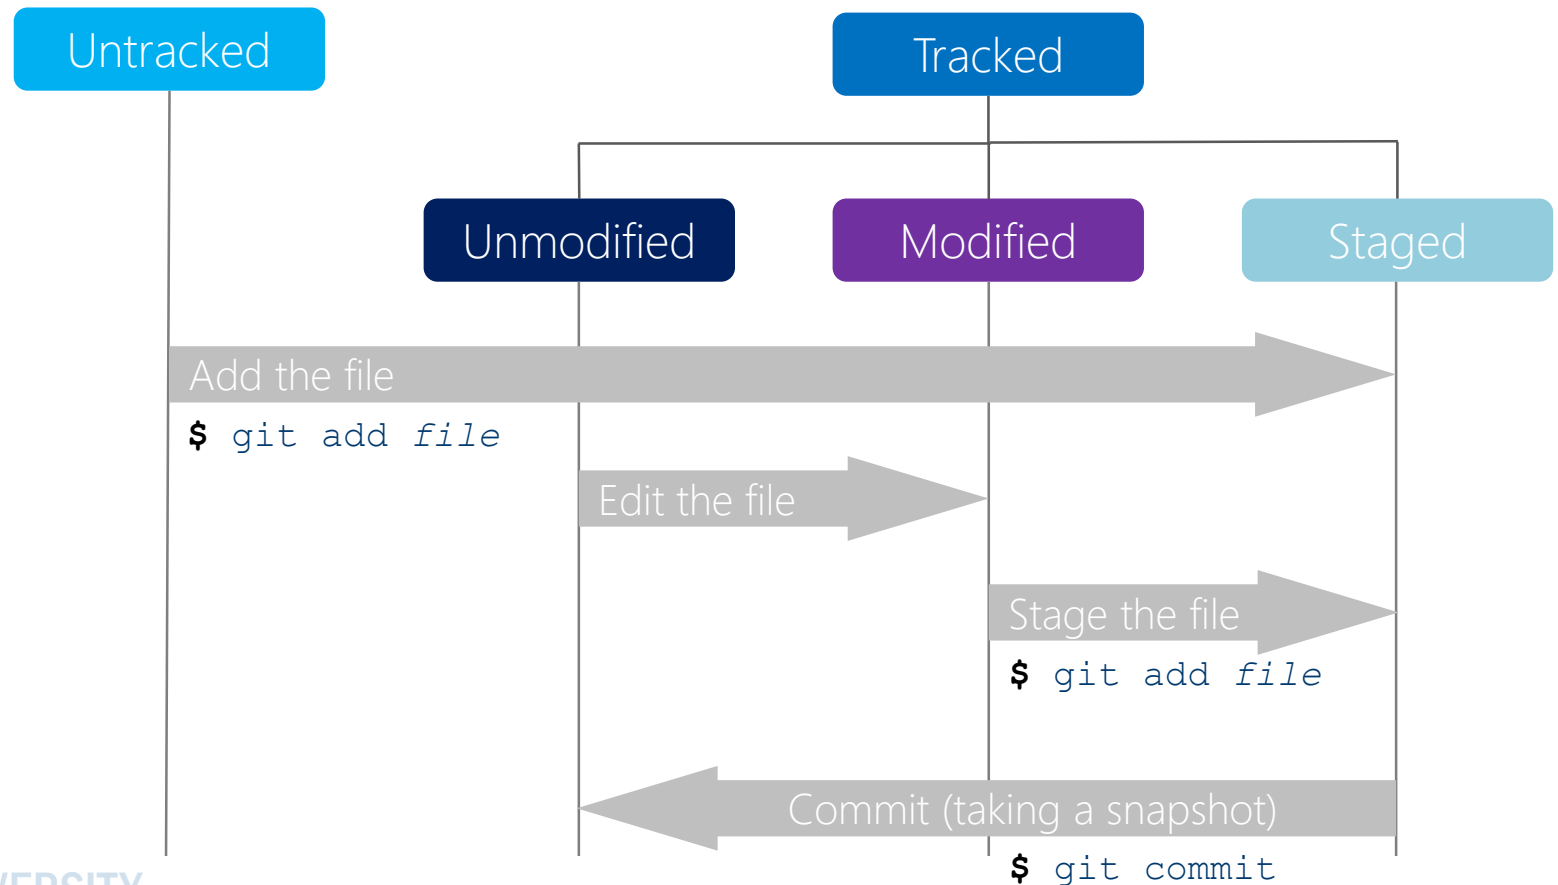 Untracked
Tracked
Unmodified
Modified
Staged
Add the file
$ git add file
Edit the file
Stage the file
$ git add file
Commit (taking a snapshot)
$ git commit